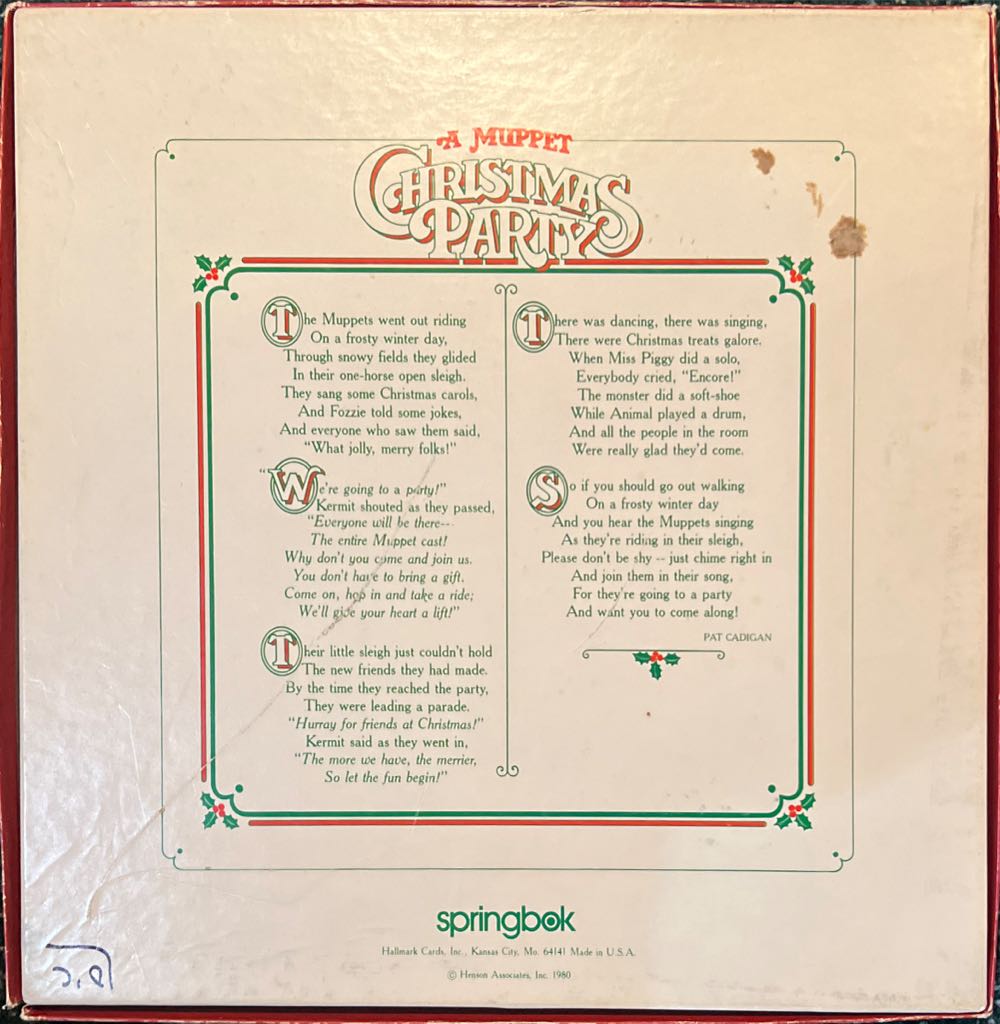 A MUPPET
CHRISTMAS
PARTY
The Muppets went out riding
On a frosty winter day,
Through snowy fields they glided
In their one-horse open sleigh.
They sang some Christmas carols,
And Fozzie told some jokes,
And everyone who saw them said,
"What jolly, merry folks!"
"We're going to a party!"
Kermit shouted as they passed,
"Everyone will be there--
The entire Muppet cast!
Why don't you come and join us.
You don't have to bring a gift.
Come on, hop in and take a ride;
We'll give your heart a lift!"
Their little sleigh just couldn't hold
The new friends they had made.
By the time they reached the party,
They were leading a parade.
"Hurray for friends at Christmas!"
Kermit said as they went in,
"The more we have, the merrier,
So let the fun begin!"
There was dancing, there was singing,
There were Christmas treats galore.
When Miss Piggy did a solo,
Everybody cried, "Encore!"
The monster did a soft-shoe
While Animal played a drum,
And all the people in the room
Were really glad they'd come.
So if you should go out walking
On a frosty winter day
And you hear the Muppets singing
As they're riding in their sleigh,
Please don't be shy -- just chime right in
And join them in their song,
For they're going to a party
And want you to come along!
PAT CADIGAN
springbok
Hallmark Cards, Inc., Kansas City, Mo. 64141 Made in U.S.A.
© Henson Associates, Inc. 1980